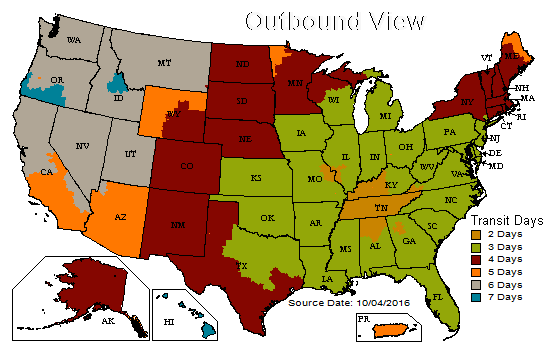 Outbound View
WA
MT
ND
MN
ME
VT
OR
ID
WY
SD
WI
MI
NY
NH
MA
RI
CT
NE
IA
PA
NJ
NV
UT
CO
KS
MO
IL
IN
OH
WV
VA
DE
MD
CA
KY
NC
AZ
NM
OK
AR
TN
SC
TX
LA
MS
AL
GA
FL
AK
HI
PR
Source Date: 10/04/2016
Transit Days
2 Days
3 Days
4 Days
5 Days
6 Days
7 Days